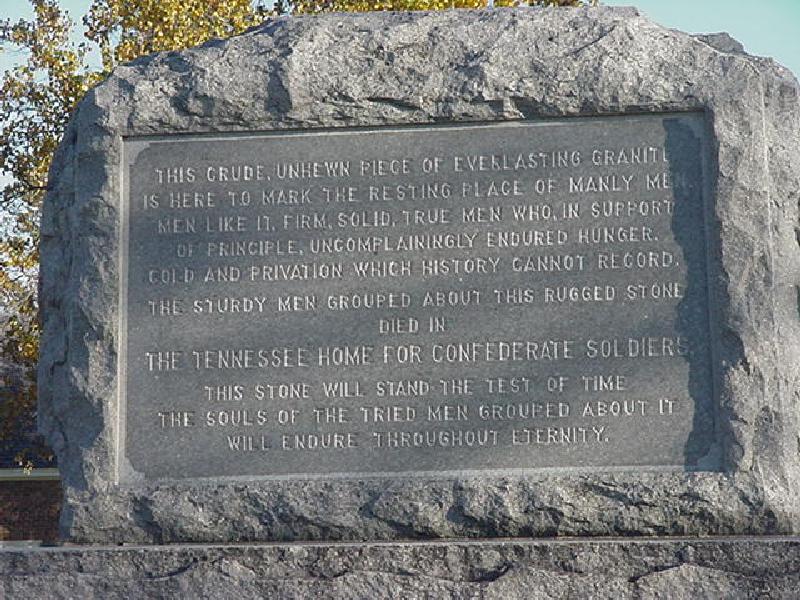 THIS CRUDE, UNHEWN PIECE OF EVERLASTING GRANITE
IS HERE TO MARK THE RESTING PLACE OF MANLY MEN
MEN LIKE IT, FIRM, SOLID, TRUE MEN WHO, IN SUPPORT
OF PRINCIPLE, UNCOMPLAININGLY ENDURED HUNGER,
COLD AND PRIVATION WHICH HISTORY CANNOT RECORD.
THE STURDY MEN GROUPED ABOUT THIS RUGGED STONE
DIED IN
THE TENNESSEE HOME FOR CONFEDERATE SOLDIERS
THIS STONE WILL STAND THE TEST OF TIME
THE SOULS OF THE TRIED MEN GROUPED ABOUT IT
WILL ENDURE THROUGHOUT ETERNITY.